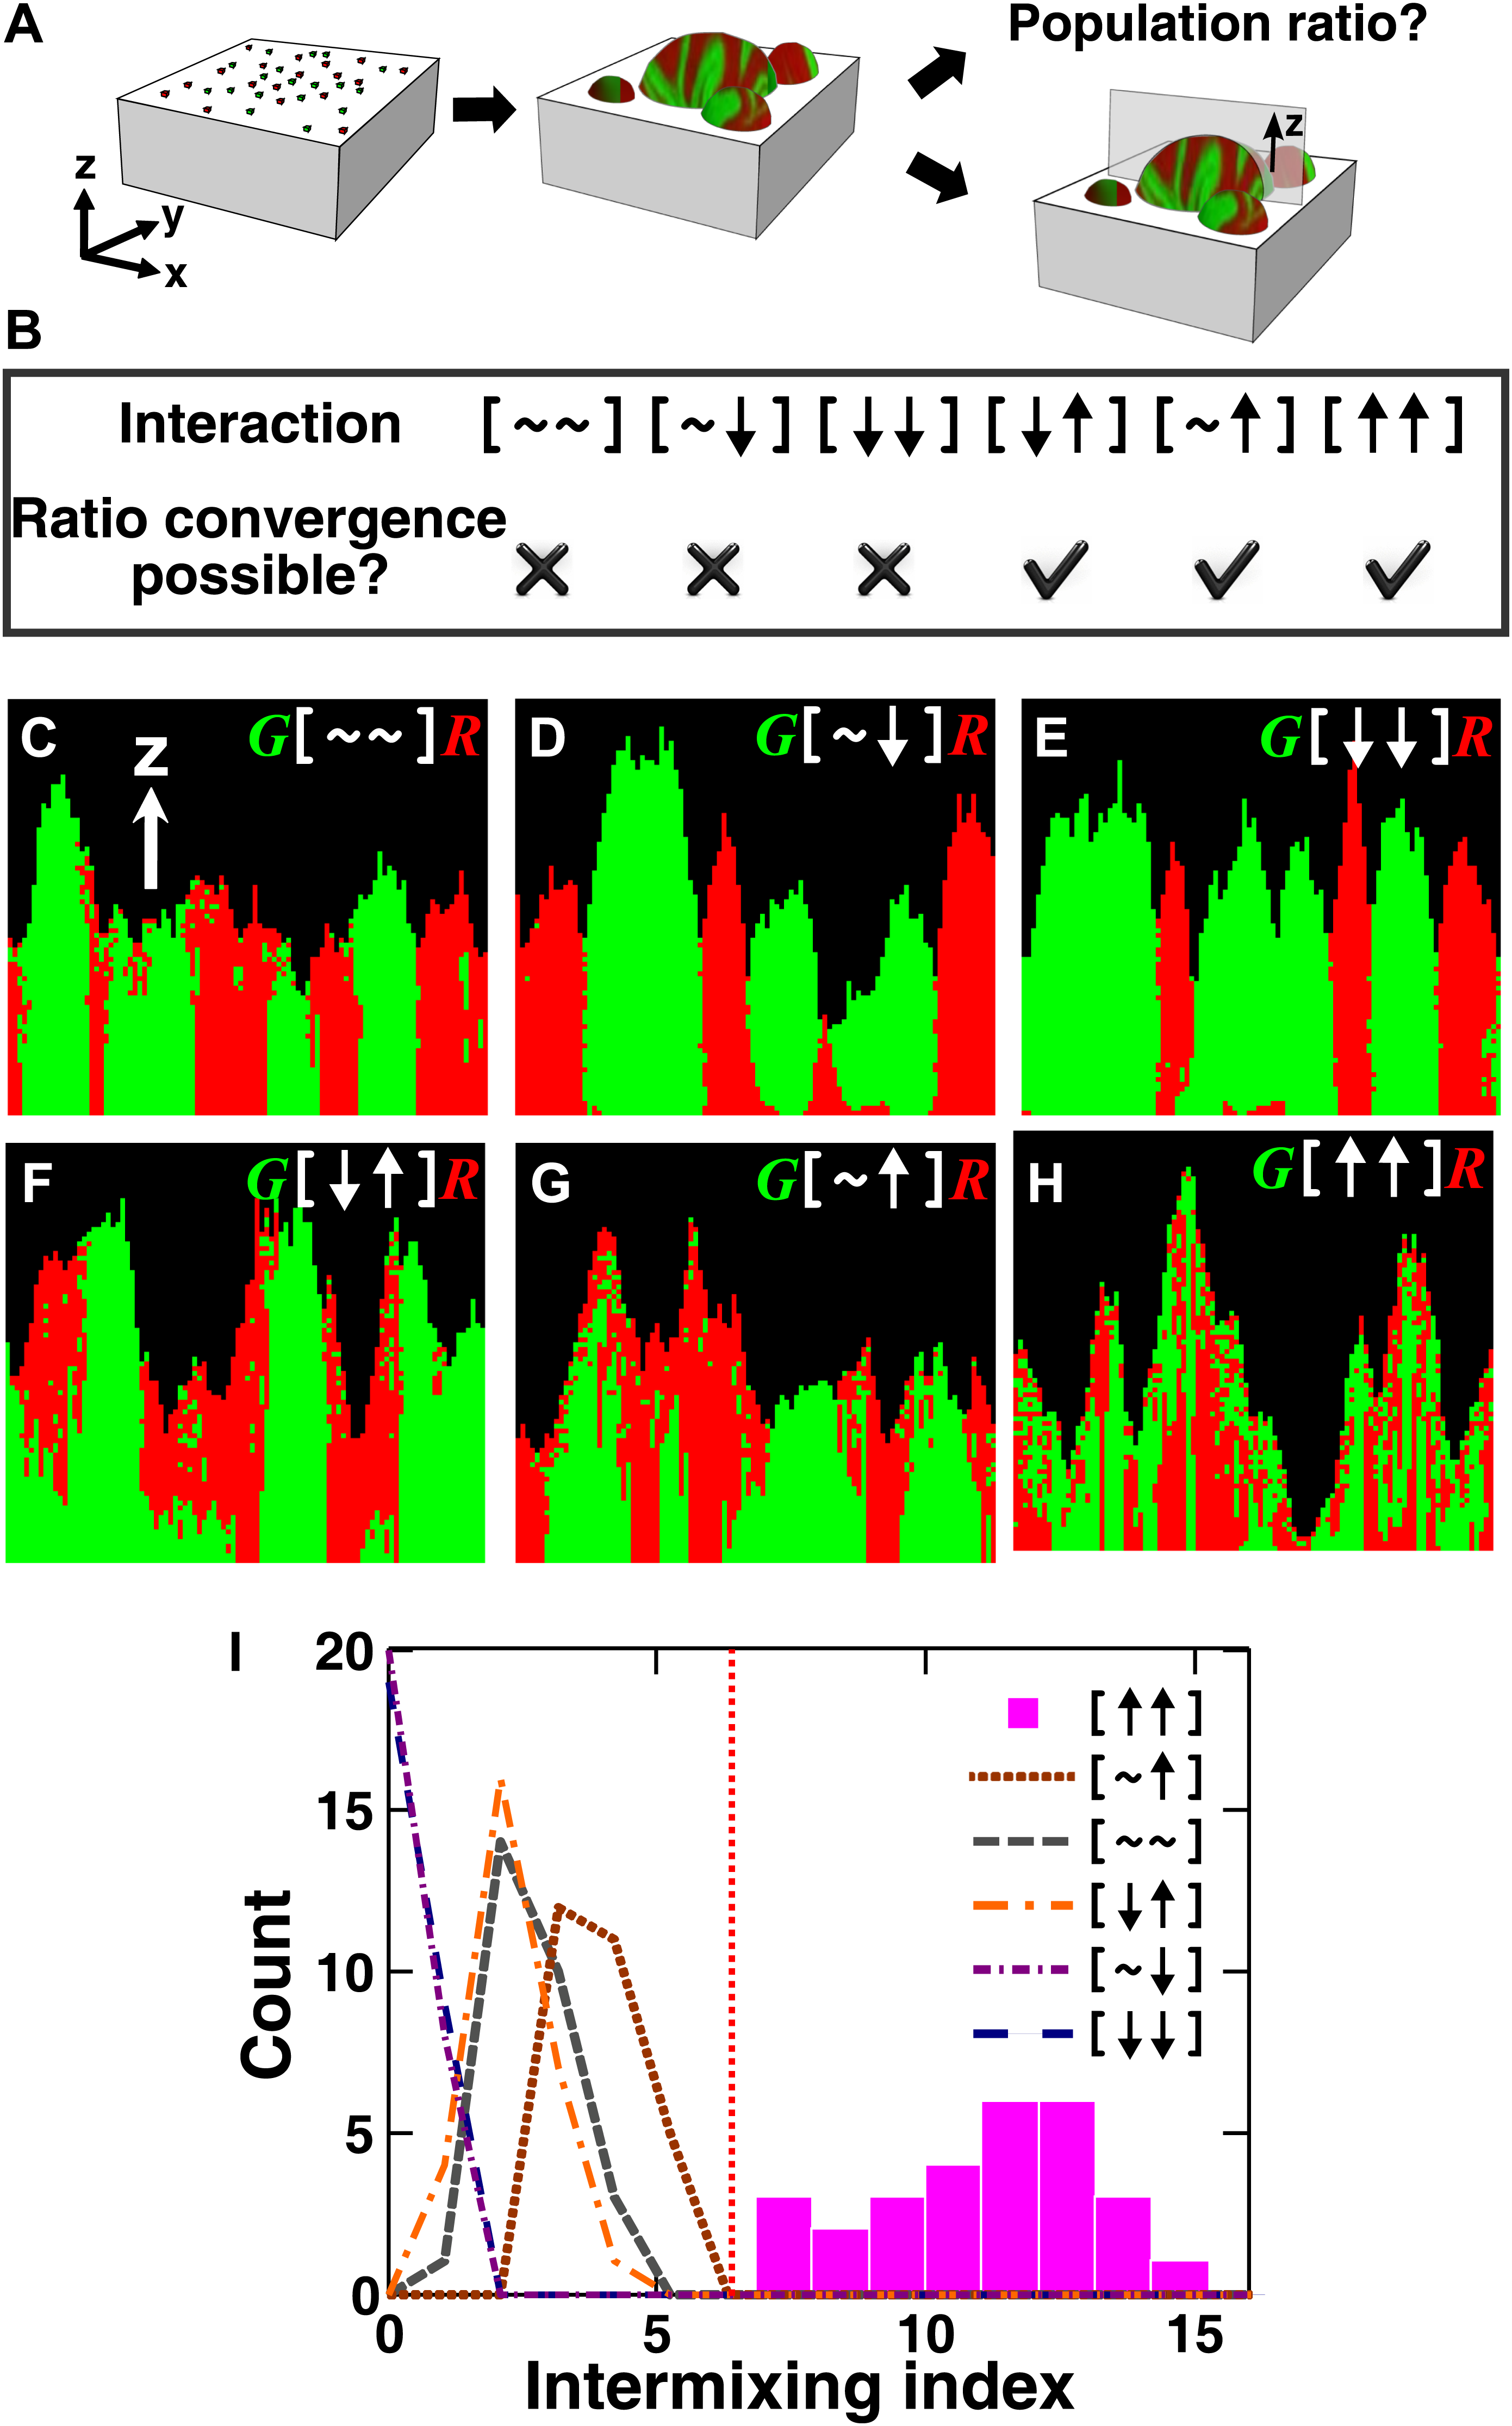 A
Population ratio?
z
z
y
x
B
Interaction [ ~ ~ ] [ ~ ↓ ] [ ↓ ↓ ] [ ↓ ↑ ] [ ~ ↑ ] [ ↑ ↑ ]
Ratio convergence
possible?
C G [ ~ ~ ] R
z
D G [ ~ ↓ ] R
E G [ ↓ ↓ ] R
F G [ ↓ ↑ ] R
G G [ ~ ↑ ] R
H G [ ↑ ↑ ] R
I
20
15
10
5
0
Count
[ ↑ ↑ ]
[ ~ ↑ ]
[ ~ ~ ]
[ ↓ ↑ ]
[ ~ ↓ ]
[ ↓ ↓ ]
0 5 10 15
Intermixing index